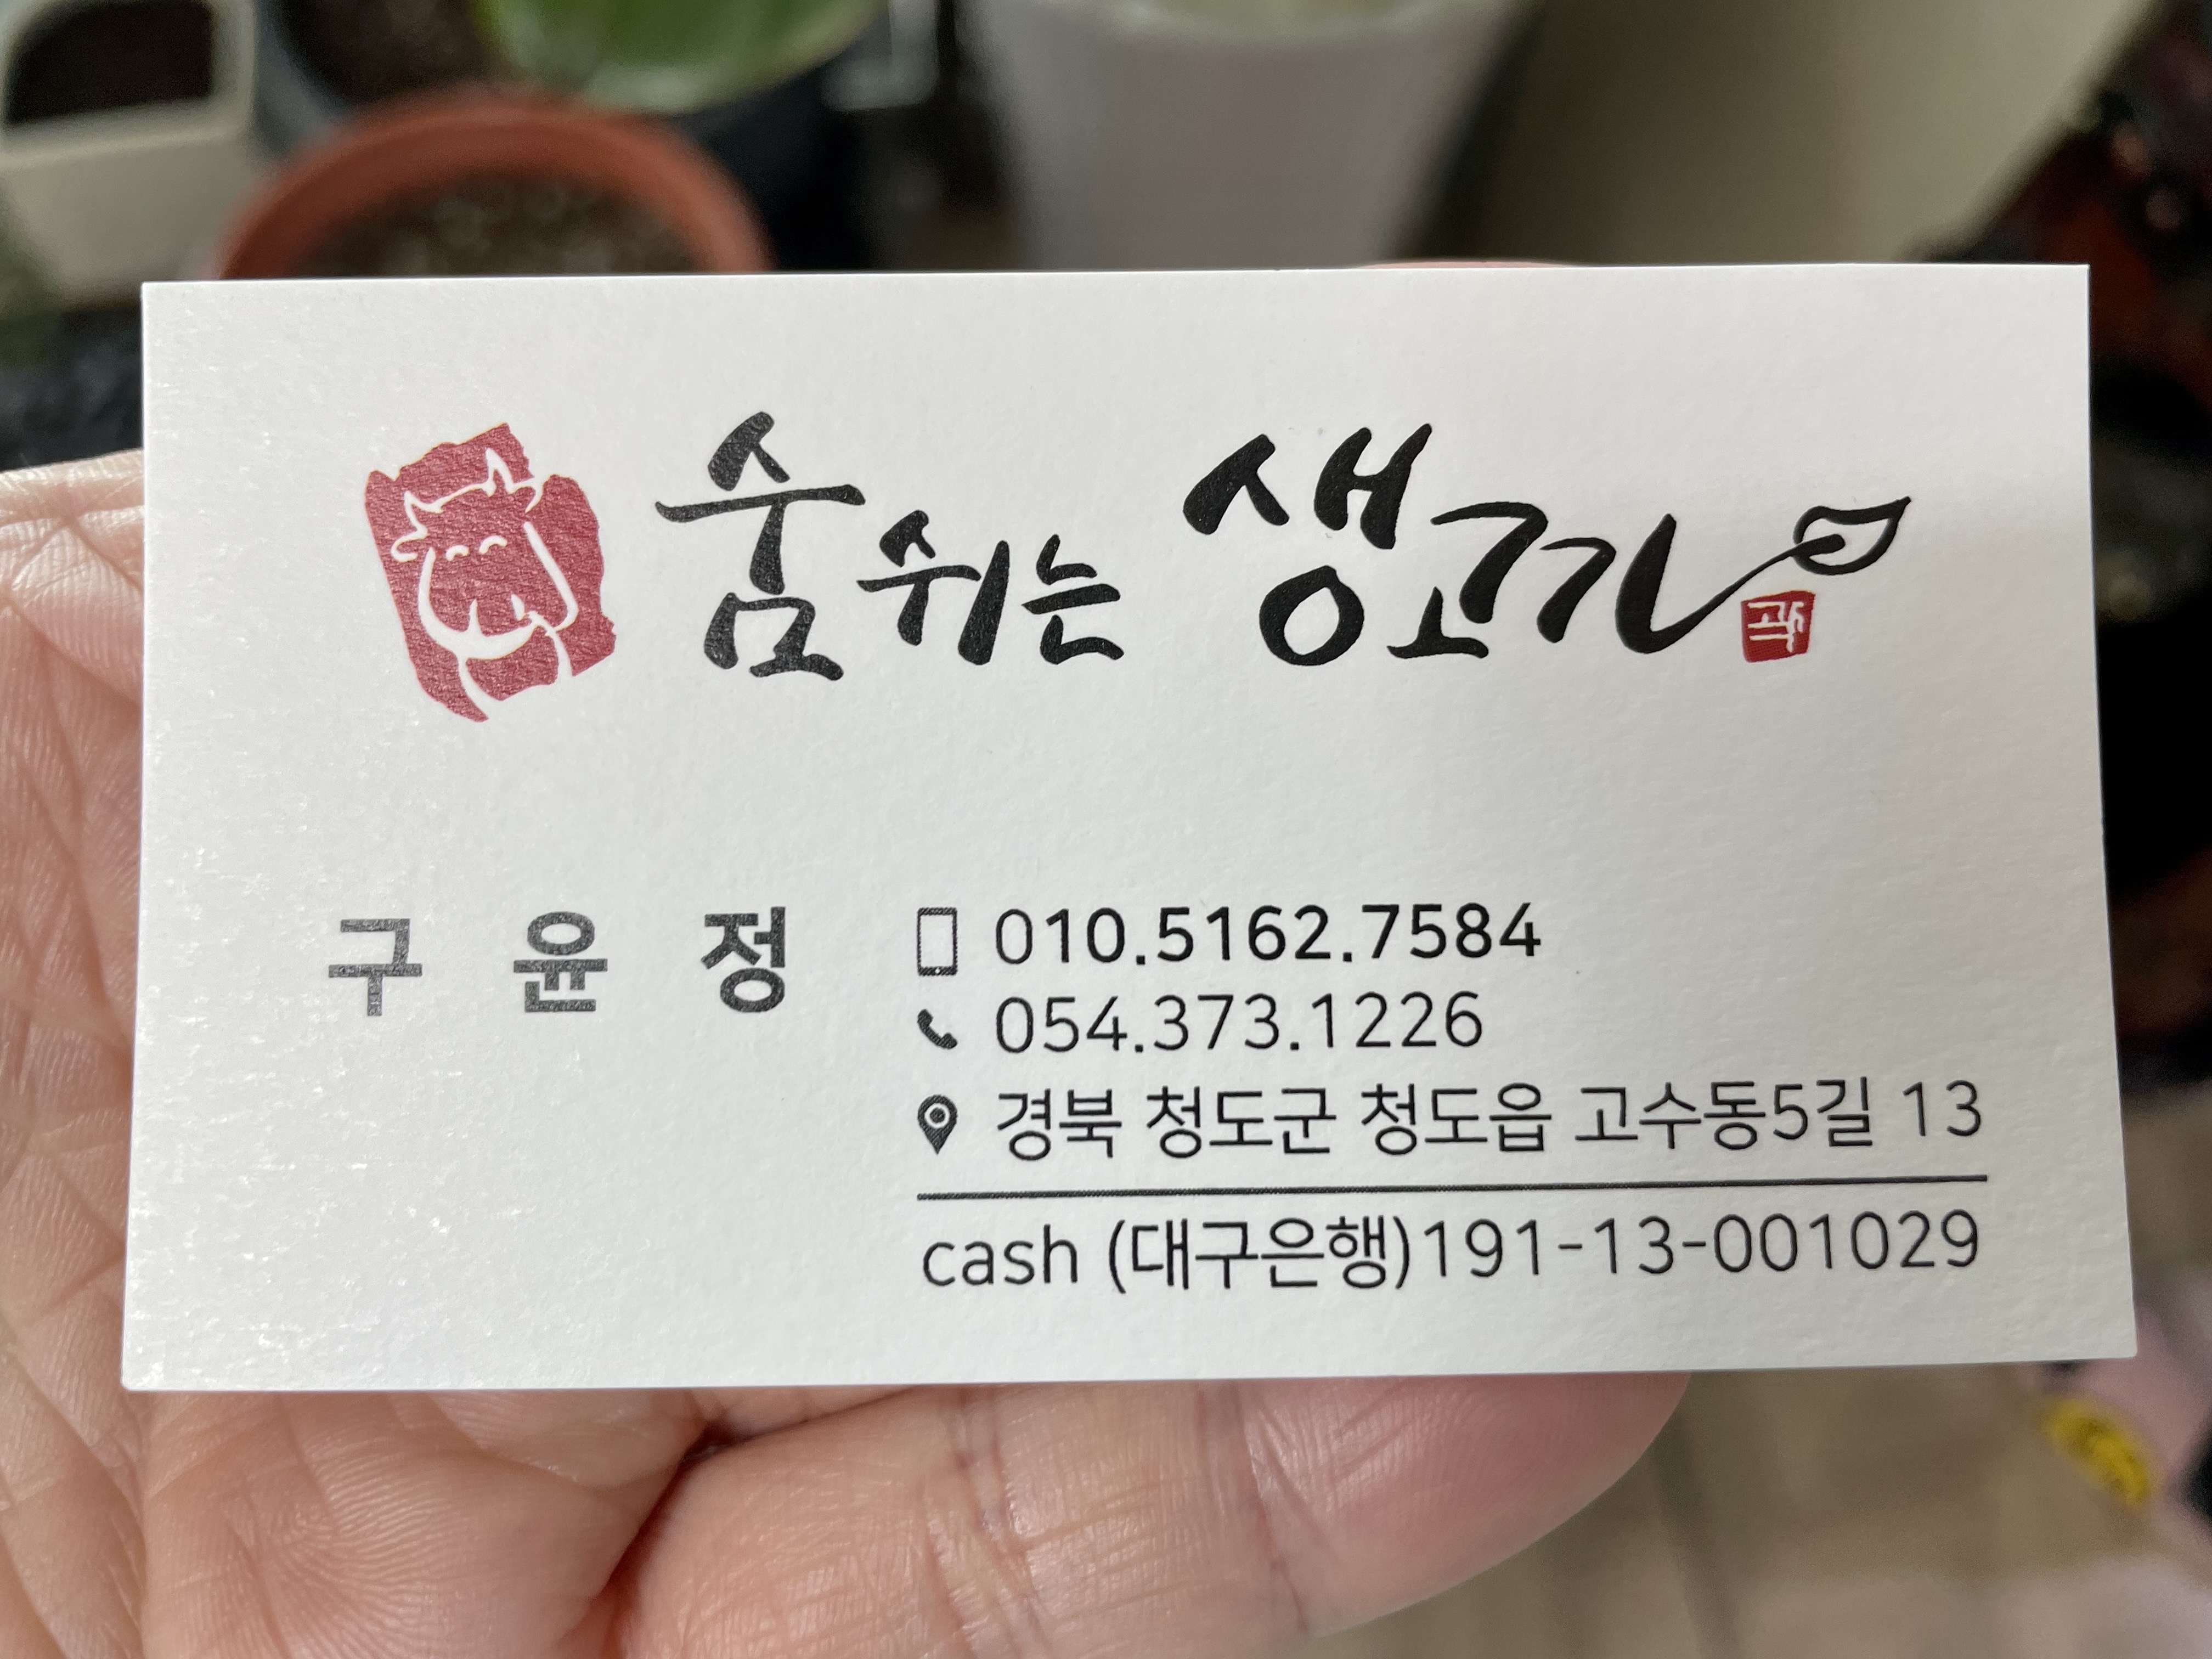 숨쉬는 생고기
곽
구윤정
010.5162.7584
054.373.1226
경북 청도군 청도읍 고수동5길 13
cash (대구은행)191-13-001029